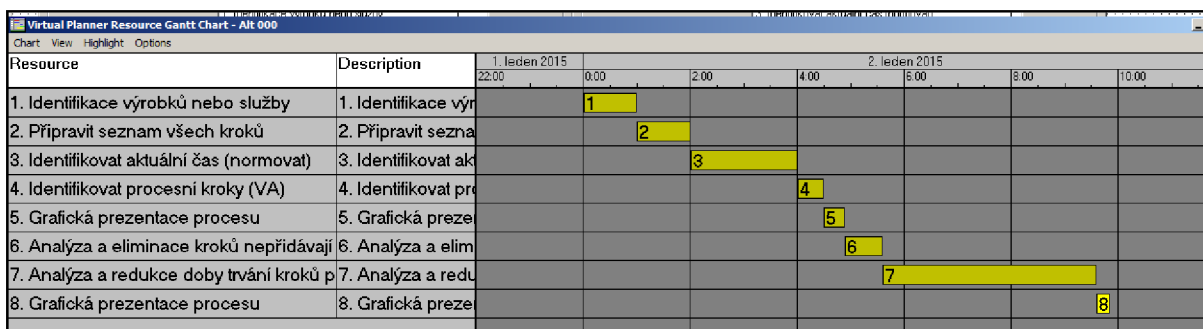 Virtual Planner Resource Gantt Chart - Alt 000
Chart View Highlight Options
Resource Description 1. leden 2015 2. leden 2015
22:00 0:00 2:00 4:00 6:00 8:00 10:00
1. Identifikace výrobků nebo služby 1. Identifikace výr 1
2. Připravit seznam všech kroků 2. Připravit sezna 2
3. Identifikovat aktuální čas (normovat) 3. Identifikovat akt 3
4. Identifikovat procesní kroky (VA) 4. Identifikovat pro 4
5. Grafická prezentace procesu 5. Grafická prezen 5
6. Analýza a eliminace kroků nepřidávají 6. Analýza a elim 6
7. Analýza a redukce doby trvání kroků p 7. Analýza a redu 7
8. Grafická prezentace procesu 8. Grafická prezen 8